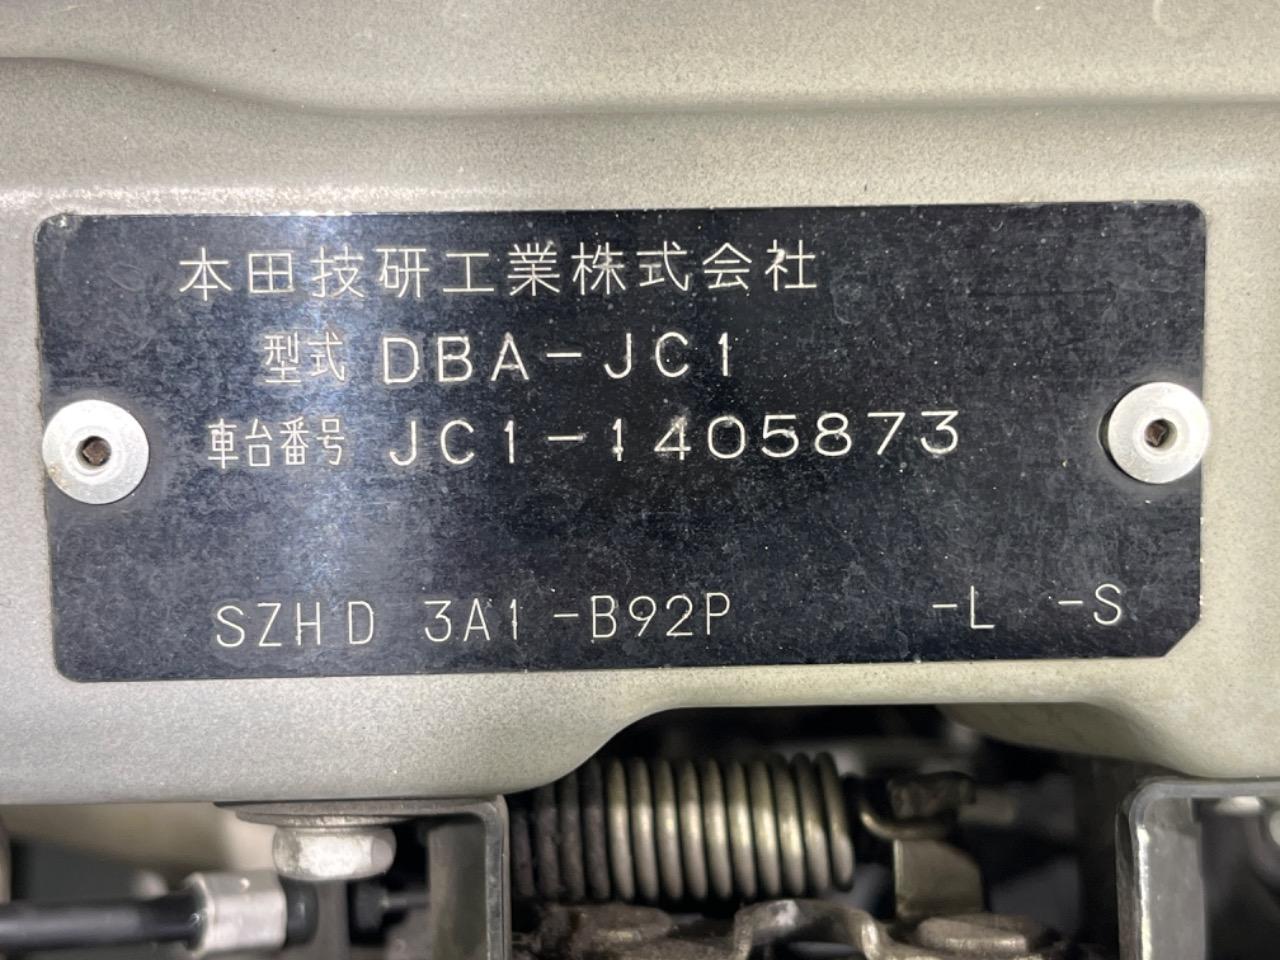 本田技研工業株式会社
型式 DBA-JC1
車台番号 JC1-1405873
SZHD 3A1 -B92P -L -S